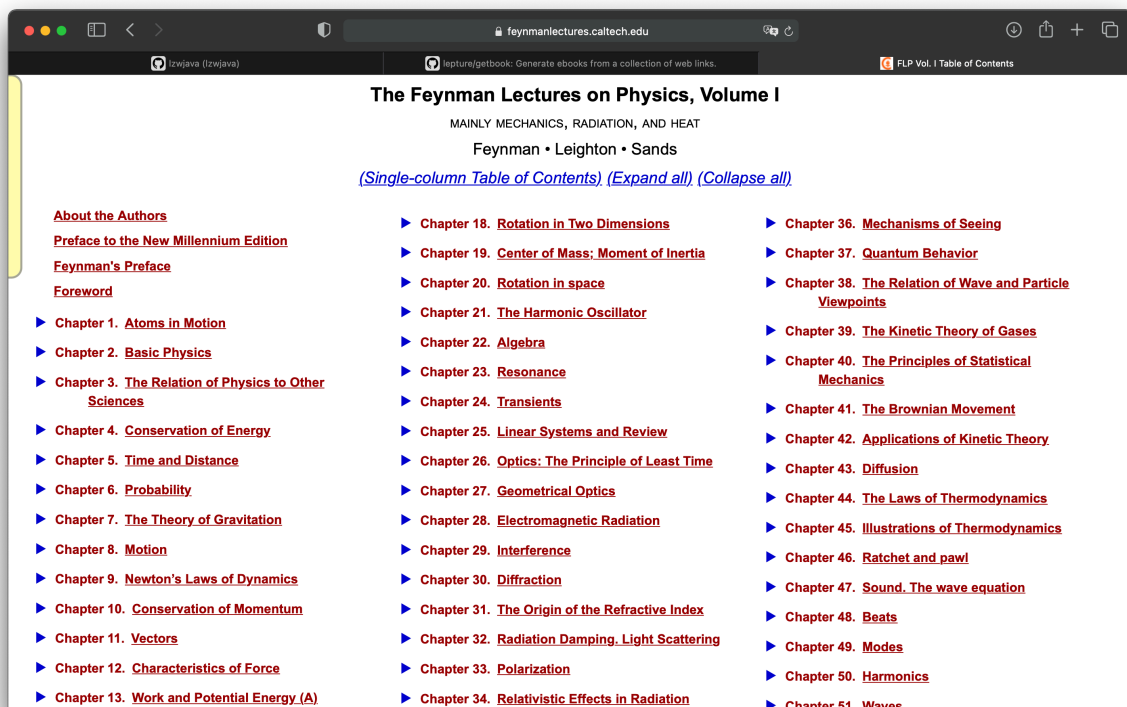 feynmanlectures.caltech.edu
lzwjava (lzwjava)
lepture/getbook: Generate ebooks from a collection of web links.
FLP Vol. I Table of Contents
The Feynman Lectures on Physics, Volume I
MAINLY MECHANICS, RADIATION, AND HEAT
Feynman • Leighton • Sands
(Single-column Table of Contents) (Expand all) (Collapse all)
About the Authors
Preface to the New Millennium Edition
Feynman's Preface
Foreword
Chapter 1. Atoms in Motion
Chapter 2. Basic Physics
Chapter 3. The Relation of Physics to Other
Sciences
Chapter 4. Conservation of Energy
Chapter 5. Time and Distance
Chapter 6. Probability
Chapter 7. The Theory of Gravitation
Chapter 8. Motion
Chapter 9. Newton’s Laws of Dynamics
Chapter 10. Conservation of Momentum
Chapter 11. Vectors
Chapter 12. Characteristics of Force
Chapter 13. Work and Potential Energy (A)
Chapter 18. Rotation in Two Dimensions
Chapter 19. Center of Mass; Moment of Inertia
Chapter 20. Rotation in space
Chapter 21. The Harmonic Oscillator
Chapter 22. Algebra
Chapter 23. Resonance
Chapter 24. Transients
Chapter 25. Linear Systems and Review
Chapter 26. Optics: The Principle of Least Time
Chapter 27. Geometrical Optics
Chapter 28. Electromagnetic Radiation
Chapter 29. Interference
Chapter 30. Diffraction
Chapter 31. The Origin of the Refractive Index
Chapter 32. Radiation Damping. Light Scattering
Chapter 33. Polarization
Chapter 34. Relativistic Effects in Radiation
Chapter 36. Mechanisms of Seeing
Chapter 37. Quantum Behavior
Chapter 38. The Relation of Wave and Particle
Viewpoints
Chapter 39. The Kinetic Theory of Gases
Chapter 40. The Principles of Statistical
Mechanics
Chapter 41. The Brownian Movement
Chapter 42. Applications of Kinetic Theory
Chapter 43. Diffusion
Chapter 44. The Laws of Thermodynamics
Chapter 45. Illustrations of Thermodynamics
Chapter 46. Ratchet and pawl
Chapter 47. Sound. The wave equation
Chapter 48. Beats
Chapter 49. Modes
Chapter 50. Harmonics
Chapter 51. Waves